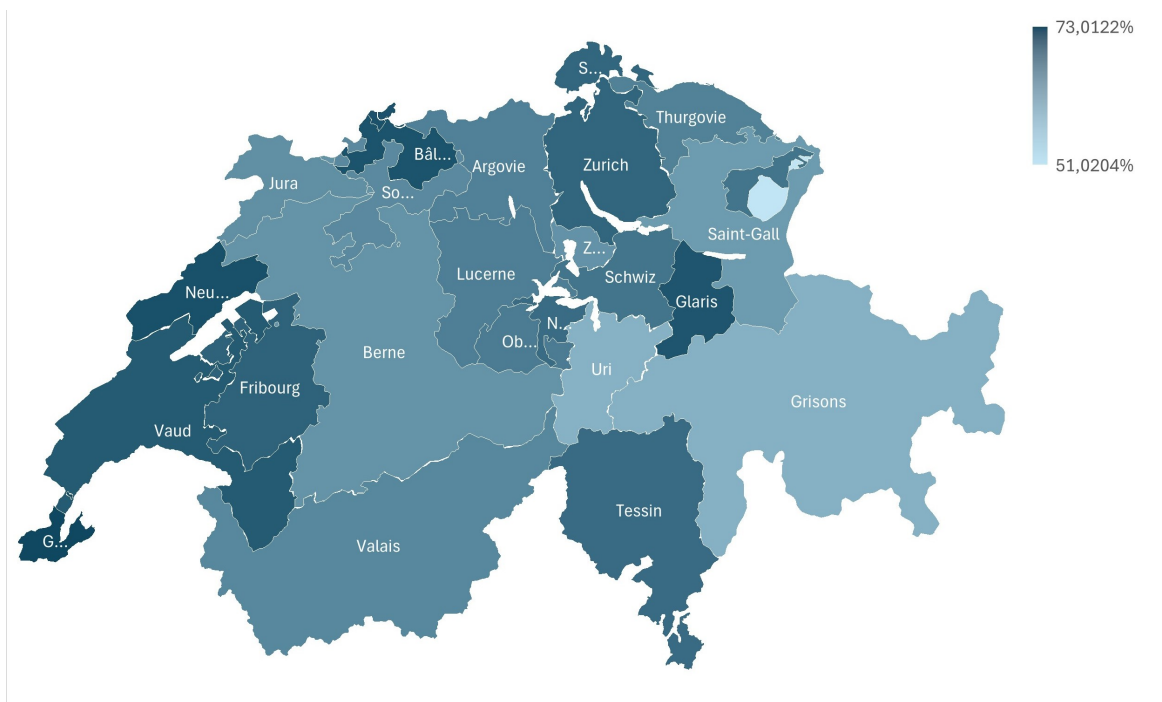 73,0122%
51,0204%
S...
Thurgovie
Bâl...
Argovie
Zurich
Jura
So...
Saint-Gall
Z...
Lucerne
Schwiz
Neu...
Glaris
N...
Ob...
Berne
Uri
Fribourg
Grisons
Vaud
Tessin
G...
Valais